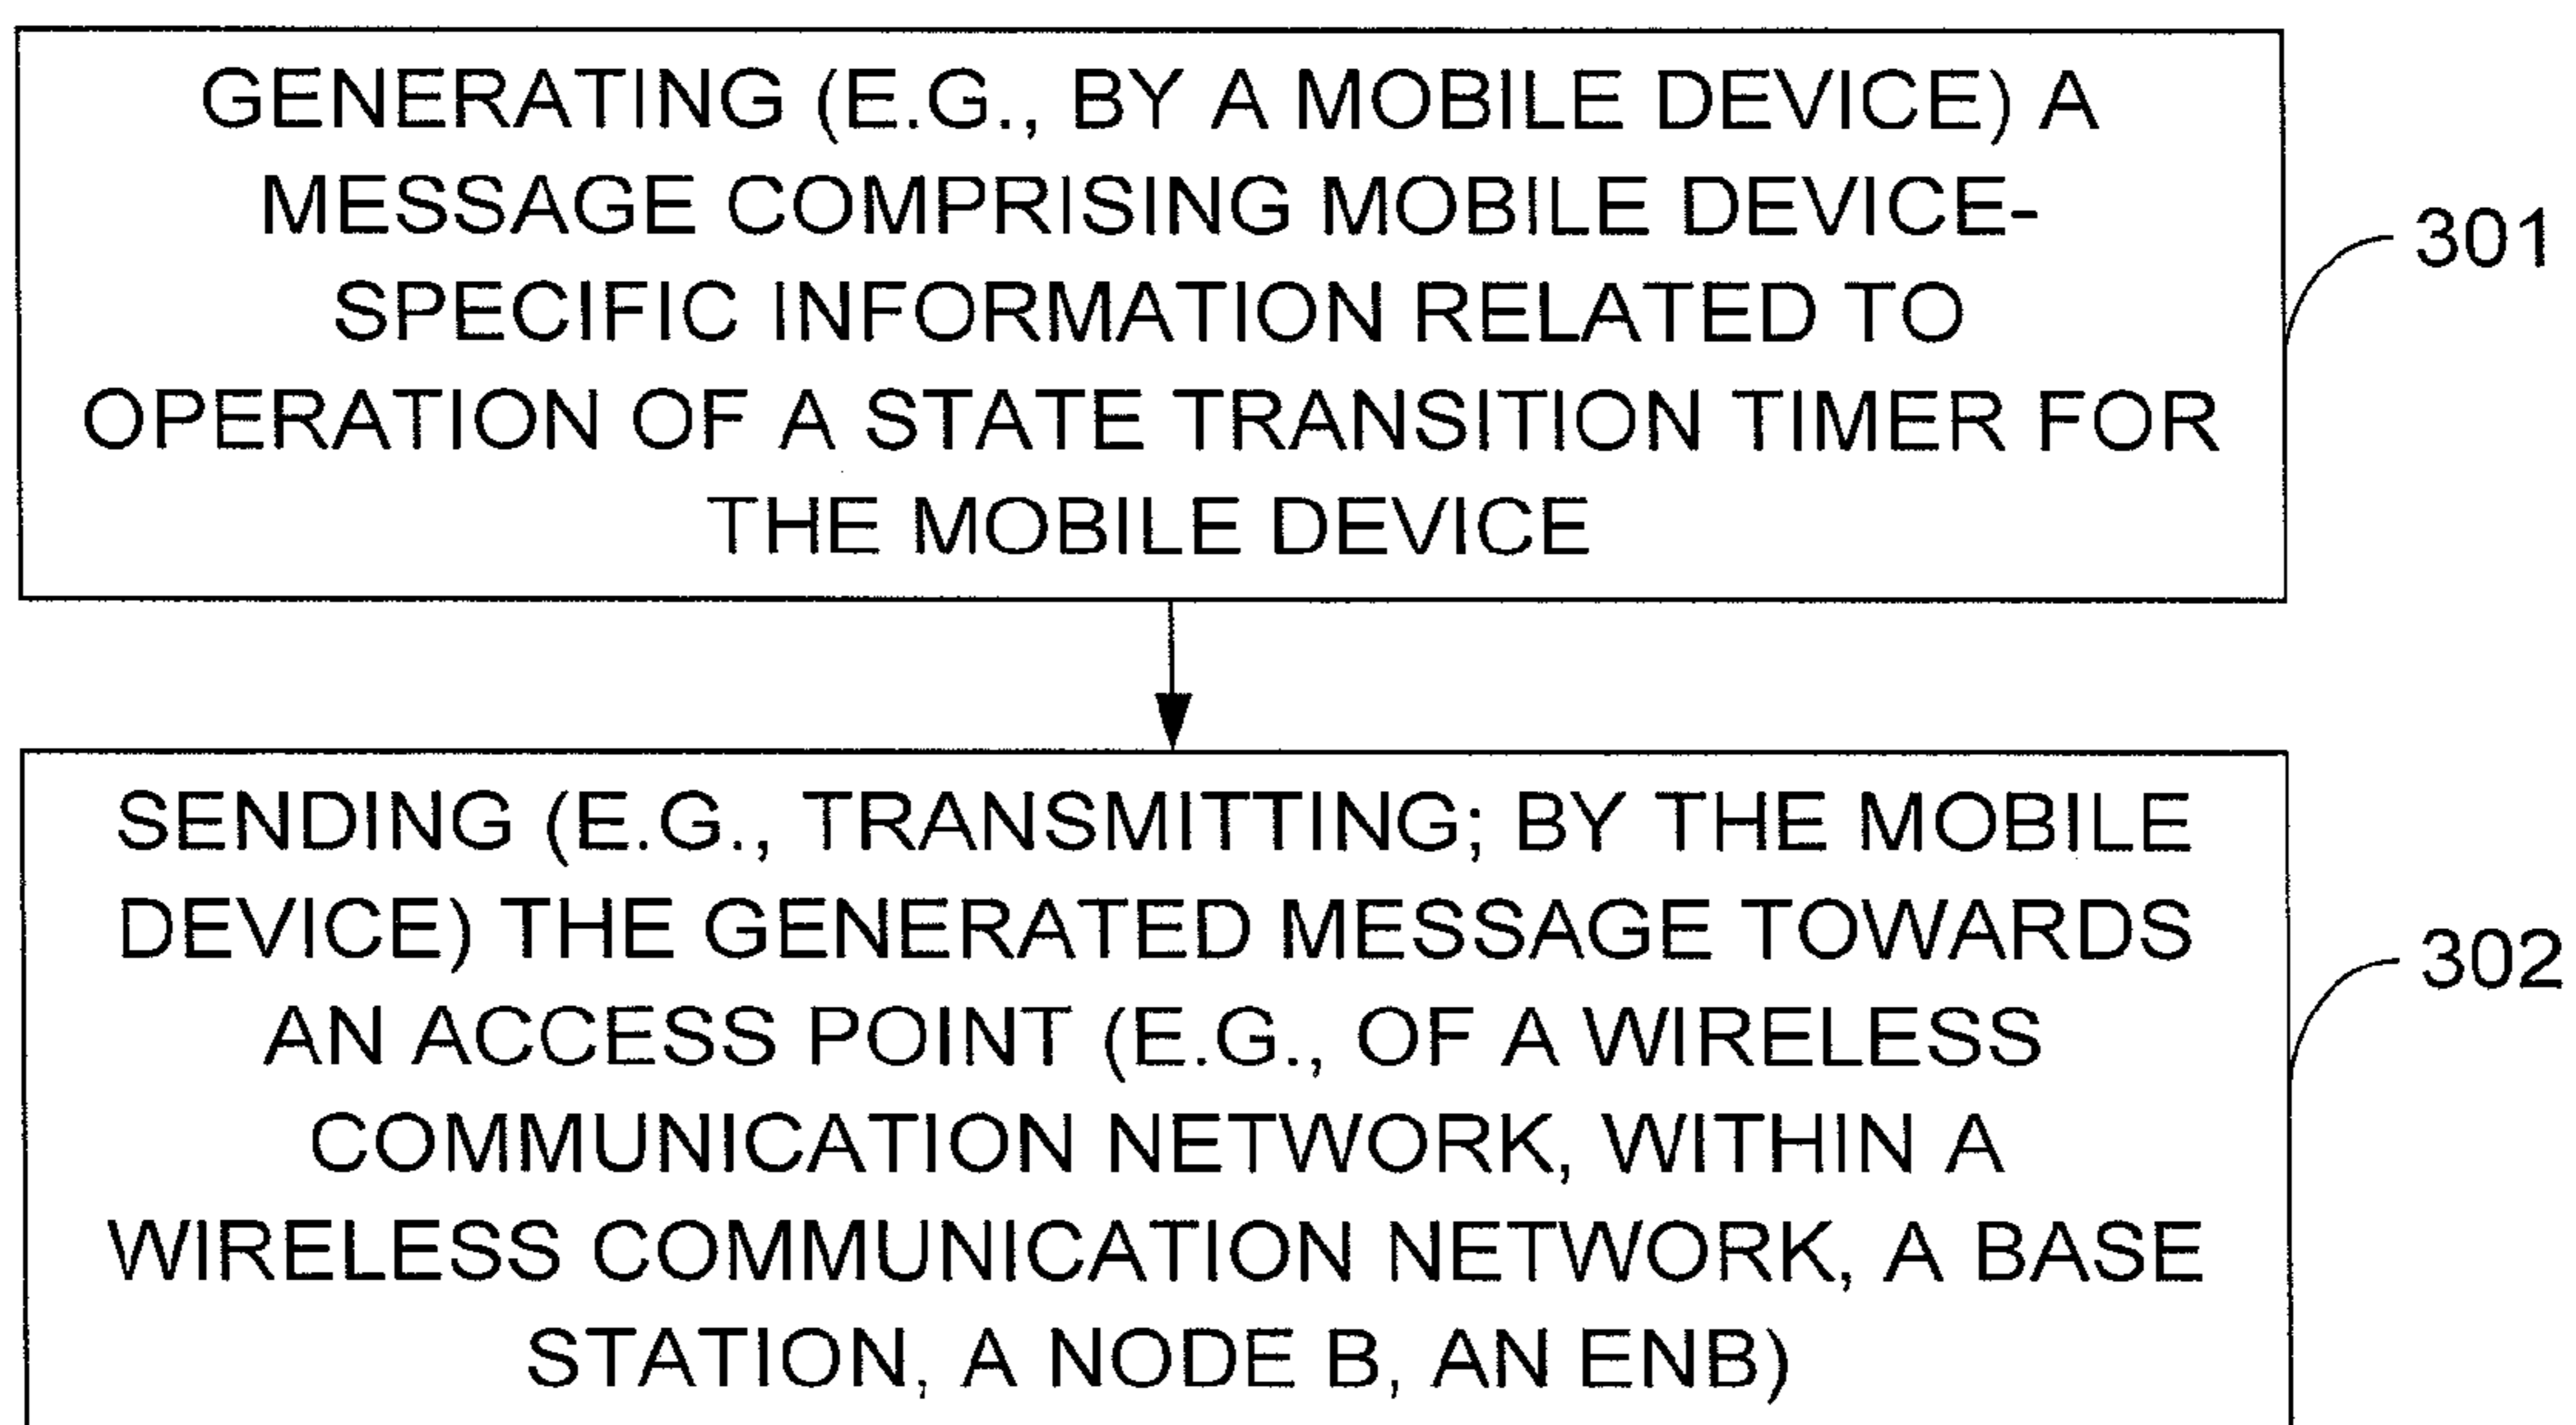 GENERATING (E.G., BY A MOBILE DEVICE) A
MESSAGE COMPRISING MOBILE DEVICE-
SPECIFIC INFORMATION RELATED TO
OPERATION OF A STATE TRANSITION TIMER FOR
THE MOBILE DEVICE
301
SENDING (E.G., TRANSMITTING; BY THE MOBILE
DEVICE) THE GENERATED MESSAGE TOWARDS
AN ACCESS POINT (E.G., OF A WIRELESS
COMMUNICATION NETWORK, WITHIN A
WIRELESS COMMUNICATION NETWORK, A BASE
STATION, A NODE B, AN ENB)
302